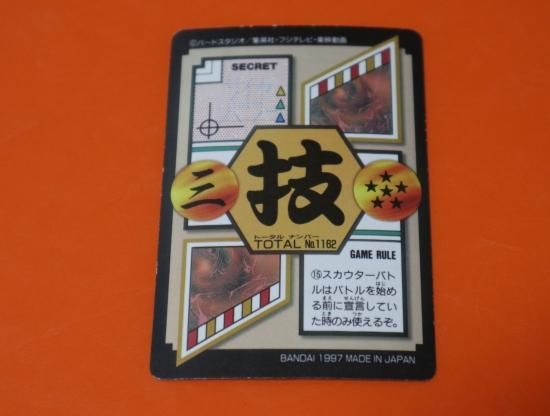 ©バードスタジオ／集英社・フジテレビ・東映動画
SECRET
三
技
トータル ナンバー
TOTAL No.1162
GAME RULE
⑮スカウターバト
ルはバトルを始め
る前に宣言してい
た時のみ使えるぞ。
BANDAI 1997 MADE IN JAPAN